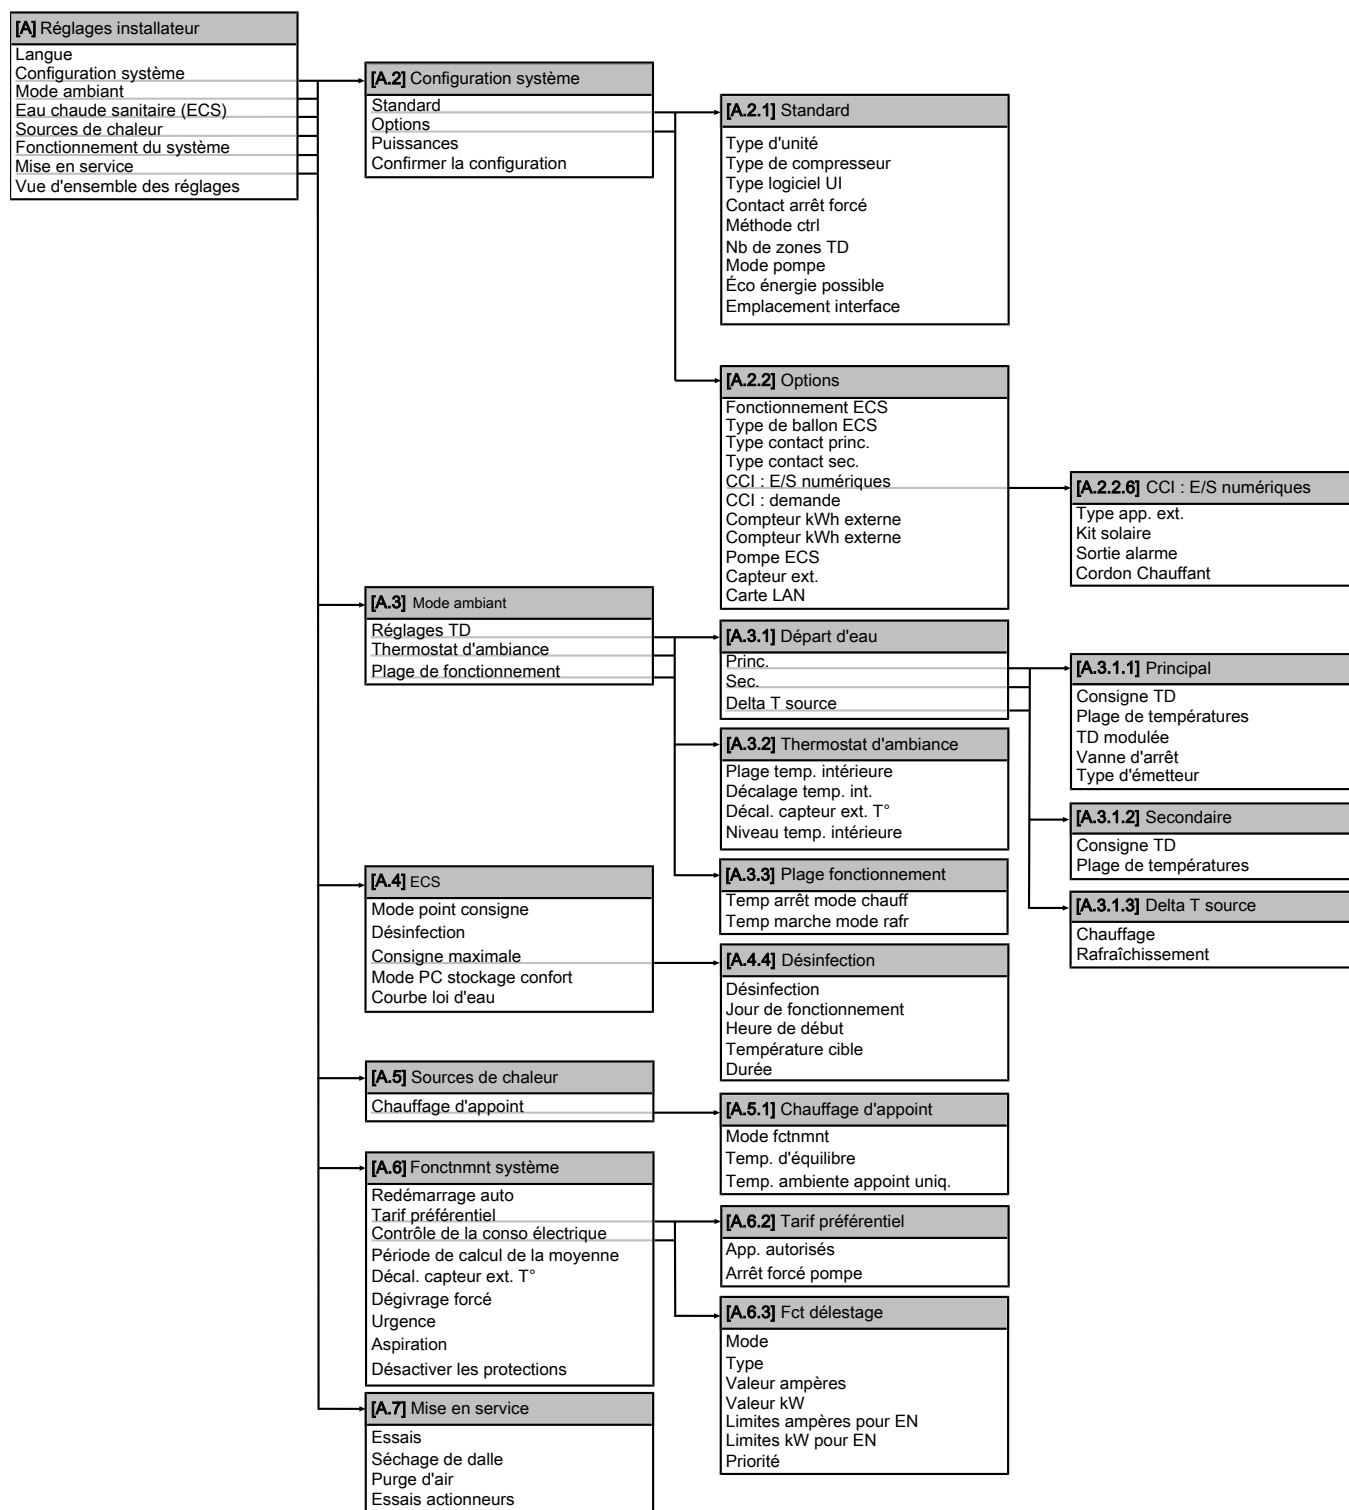 [A] Réglages installateur
Langue
Configuration système
Mode ambiant
Eau chaude sanitaire (ECS)
Sources de chaleur
Fonctionnement du système
Mise en service
Vue d'ensemble des réglages
[A.2] Configuration système
Standard
Options
Puissances
Confirmer la configuration
[A.2.1] Standard
Type d'unité
Type de compresseur
Type logiciel UI
Contact arrêt forcé
Méthode ctrl
Nb de zones TD
Mode pompe
Éco énergie possible
Emplacement interface
[A.2.2] Options
Fonctionnement ECS
Type de ballon ECS
Type contact princ.
Type contact sec.
CCI : E/S numériques
CCI : demande
Compteur kWh externe
Compteur kWh externe
Pompe ECS
Capteur ext.
Carte LAN
[A.2.2.6] CCI : E/S numériques
Type app. ext.
Kit solaire
Sortie alarme
Cordon Chauffant
[A.3] Mode ambiant
Réglages TD
Thermostat d'ambiance
Plage de fonctionnement
[A.3.1] Départ d'eau
Princ.
Sec.
Delta T source
[A.3.1.1] Principal
Consigne TD
Plage de températures
TD modulée
Vanne d'arrêt
Type d'émetteur
[A.3.2] Thermostat d'ambiance
Plage temp. intérieure
Décalage temp. int.
Décal. capteur ext. T°
Niveau temp. intérieure
[A.3.1.2] Secondaire
Consigne TD
Plage de températures
[A.3.3] Plage fonctionnement
Temp arrêt mode chauff
Temp marche mode rafr
[A.3.1.3] Delta T source
Chauffage
Rafraîchissement
[A.4] ECS
Mode point consigne
Désinfection
Consigne maximale
Mode PC stockage confort
Courbe loi d'eau
[A.4.4] Désinfection
Désinfection
Jour de fonctionnement
Heure de début
Température cible
Durée
[A.5] Sources de chaleur
Chauffage d'appoint
[A.5.1] Chauffage d'appoint
Mode fctnmnt
Temp. d'équilibre
Temp. ambiente appoint uniq.
[A.6] Fonctnmnt système
Redémarrage auto
Tarif préférentiel
Contrôle de la conso électrique
Période de calcul de la moyenne
Décal. capteur ext. T°
Dégivrage forcé
Urgence
Aspiration
Désactiver les protections
[A.6.2] Tarif préférentiel
App. autorisés
Arrêt forcé pompe
[A.6.3] Fct délestage
Mode
Type
Valeur ampères
Valeur kW
Limites ampères pour EN
Limites kW pour EN
Priorité
[A.7] Mise en service
Essais
Séchage de dalle
Purge d'air
Essais actionneurs